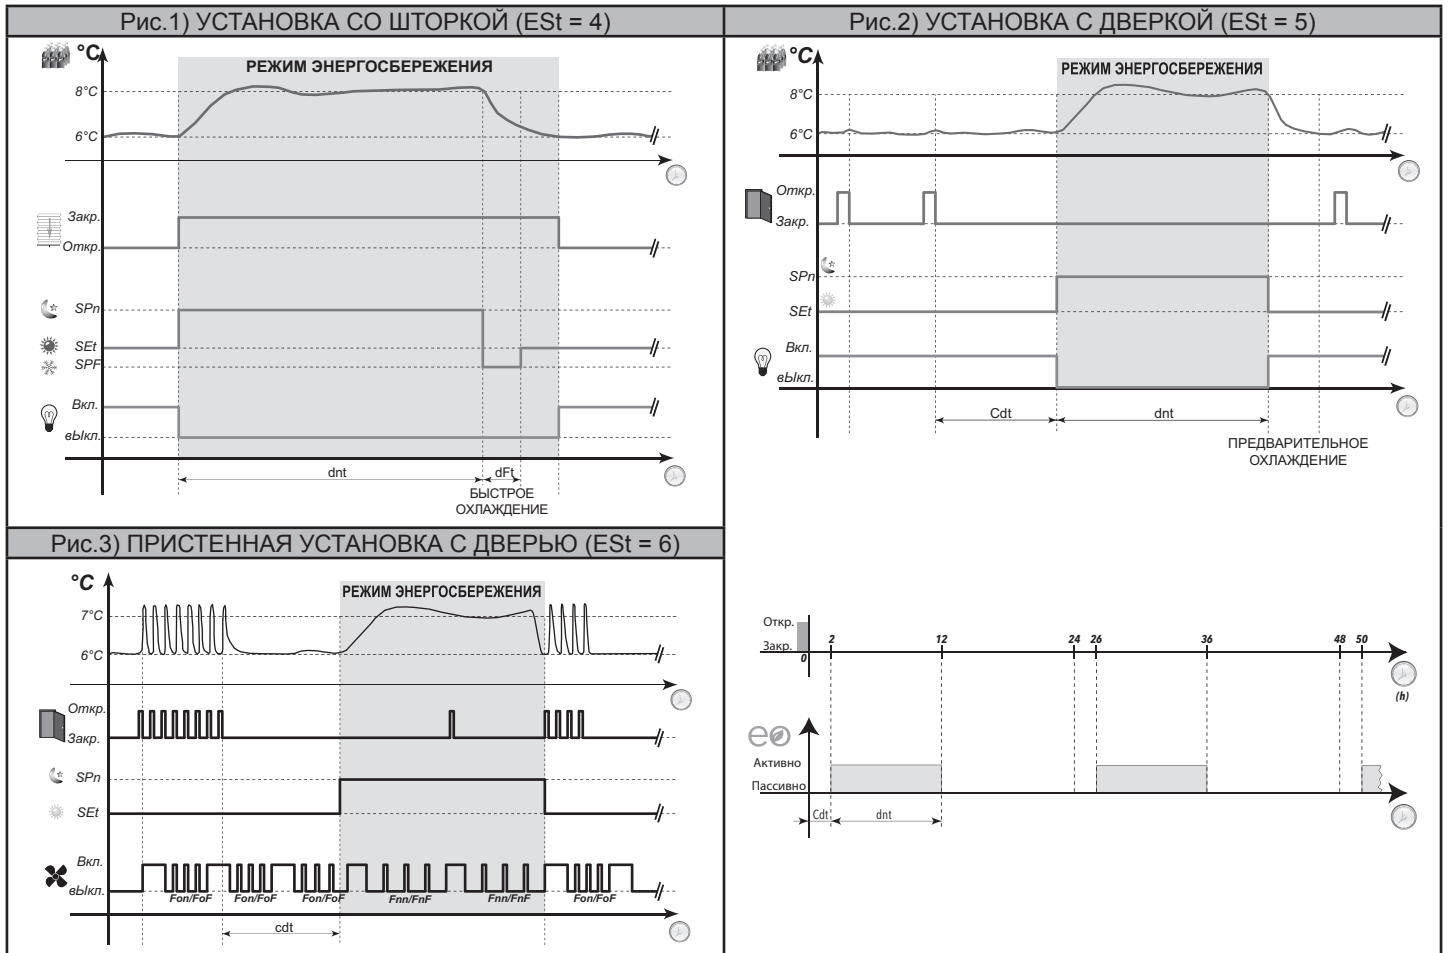 Рис.1) УСТАНОВКА СО ШТОРКОЙ (ESt = 4)
°C
РЕЖИМ ЭНЕРГОСБЕРЕЖЕНИЯ
8°C
6°C
Закр.
Откр.
SPn
SEt
SPF
Вкл.
вЫкл.
dnt
dFt
БЫСТРОЕ
ОХЛАЖДЕНИЕ
Рис.2) УСТАНОВКА С ДВЕРКОЙ (ESt = 5)
°C
РЕЖИМ ЭНЕРГОСБЕРЕЖЕНИЯ
8°C
6°C
Откр.
Закр.
SPn
SEt
Вкл.
вЫкл.
Cdt
dnt
ПРЕДВАРИТЕЛЬНОЕ
ОХЛАЖДЕНИЕ
Рис.3) ПРИСТЕННАЯ УСТАНОВКА С ДВЕРЬЮ (ESt = 6)
°C
РЕЖИМ ЭНЕРГОСБЕРЕЖЕНИЯ
7°C
6°C
Откр.
Закр.
SPn
SEt
Вкл.
вЫкл.
Fon/FoF Fon/FoF Fon/FoF Fnn/FnF Fnn/FnF Fon/FoF
cdt
Откр.
Закр.
0 2 12 24 26 36 48 50
(h)
eo
Активно
Пассивно
Cdt dnt